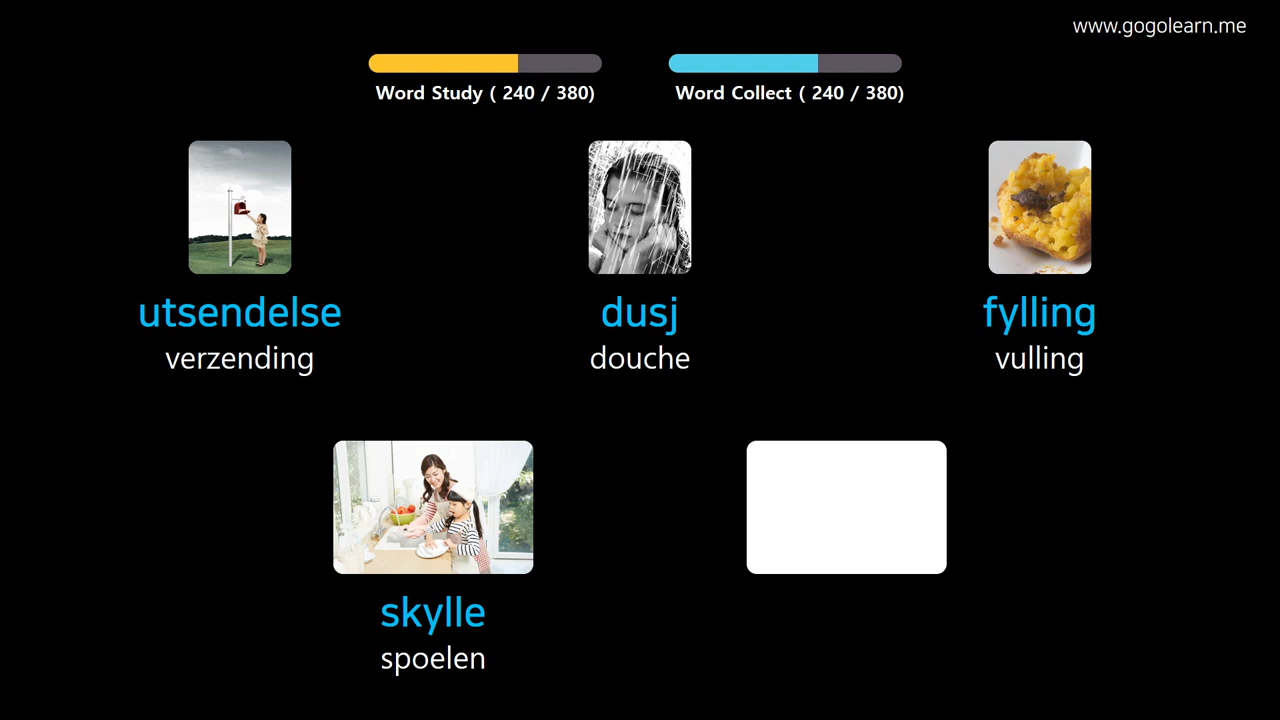 www.gogolearn.me
Word Study ( 240 / 380)
Word Collect ( 240 / 380)
utsendelse
verzending
dusj
douche
fylling
vulling
skylle
spoelen